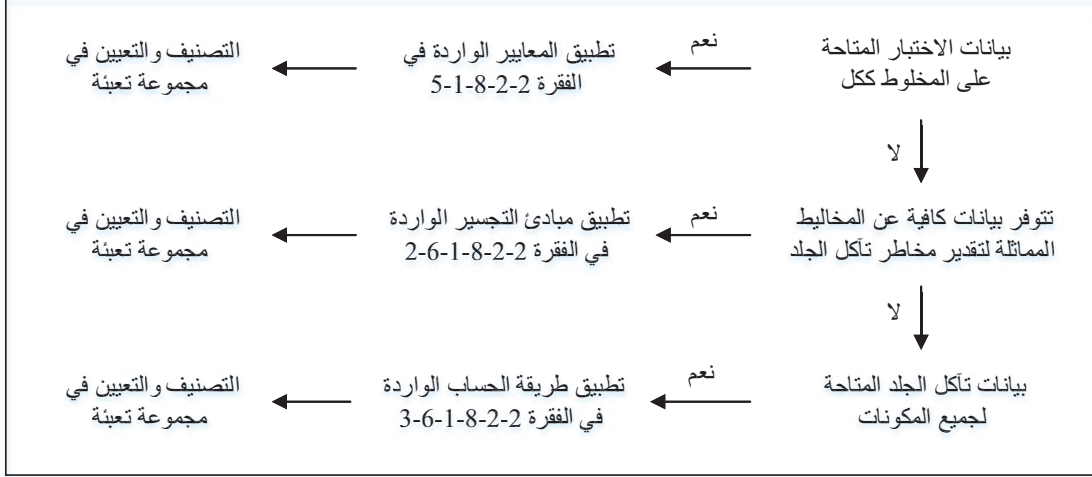 بيانات الاختبار المتاحة
على المخلوط ككل
نعم
تطبيق المعايير الواردة في
الفقرة 2-2-8-1-5
التصنيف والتعيين في
مجموعة تعبئة
لا
تتوفر بيانات كافية عن المخاليط
المماثلة لتقدير مخاطر تآكل الجلد
نعم
تطبيق مبادئ التجسير الواردة
في الفقرة 2-2-8-1-6-2
التصنيف والتعيين في
مجموعة تعبئة
لا
بيانات تآكل الجلد المتاحة
لجميع المكونات
نعم
تطبيق طريقة الحساب الواردة
في الفقرة 2-2-8-1-6-3
التصنيف والتعيين في
مجموعة تعبئة